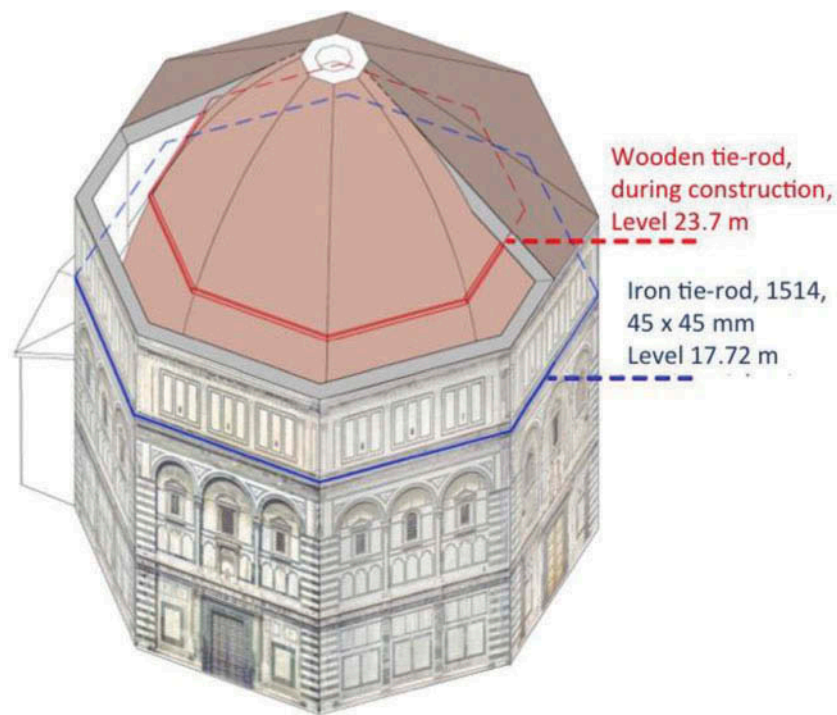 Wooden tie-rod,
during construction,
Level 23.7 m
Iron tie-rod, 1514,
45 x 45 mm
Level 17.72 m